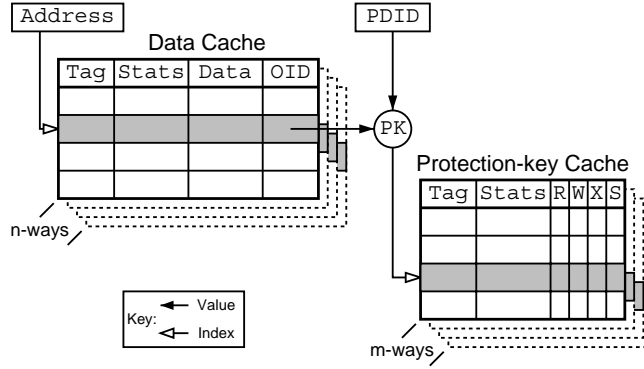 Address
PDID
Data Cache
Tag Stats Data OID
PK
Protection-key Cache
Tag Stats R W X S
n-ways
Key:
Value
Index
m-ways